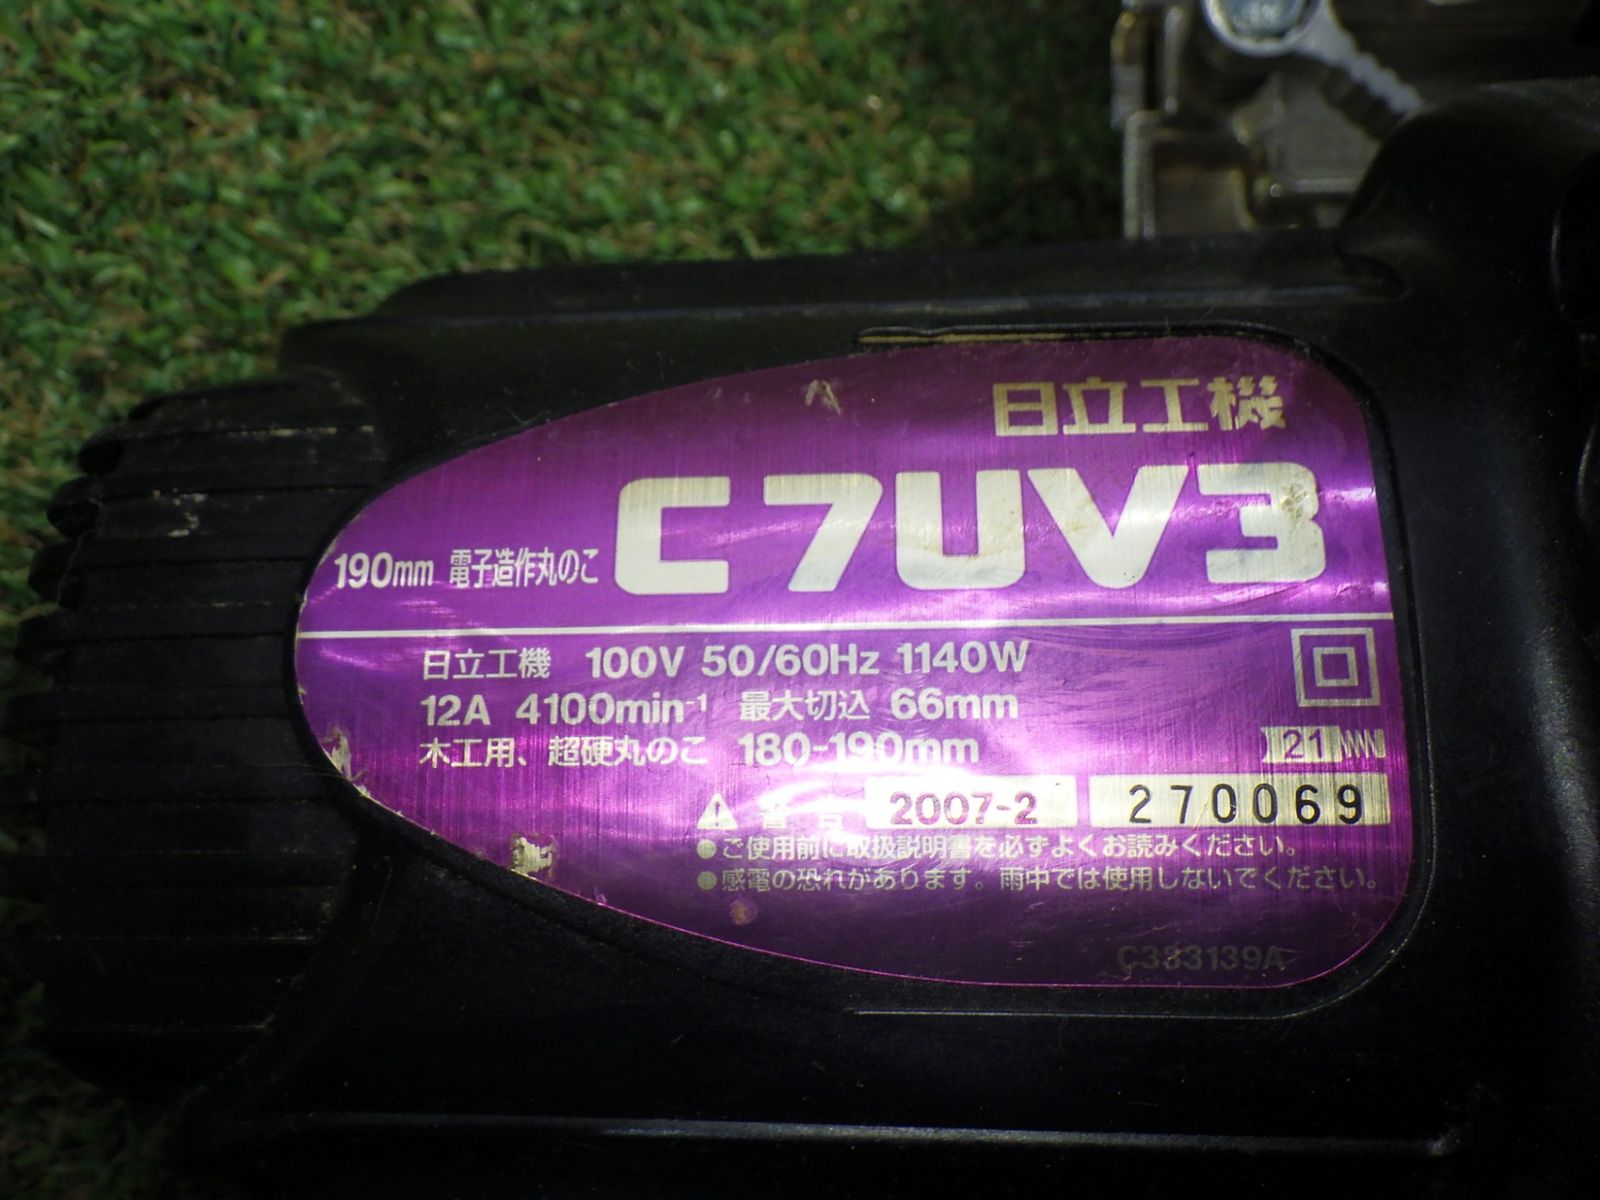 日立工機
190mm 電子造作丸のこ C7UV3
日立工機 100V 50/60Hz 1140W
12A 4100min⁻¹ 最大切込 66mm
木工用、超硬丸のこ 180-190mm
21
警告 2007-2 270069
●ご使用前に取扱説明書を必ずよくお読みください。
●感電の恐れがあります。雨中では使用しないでください。
C333139A